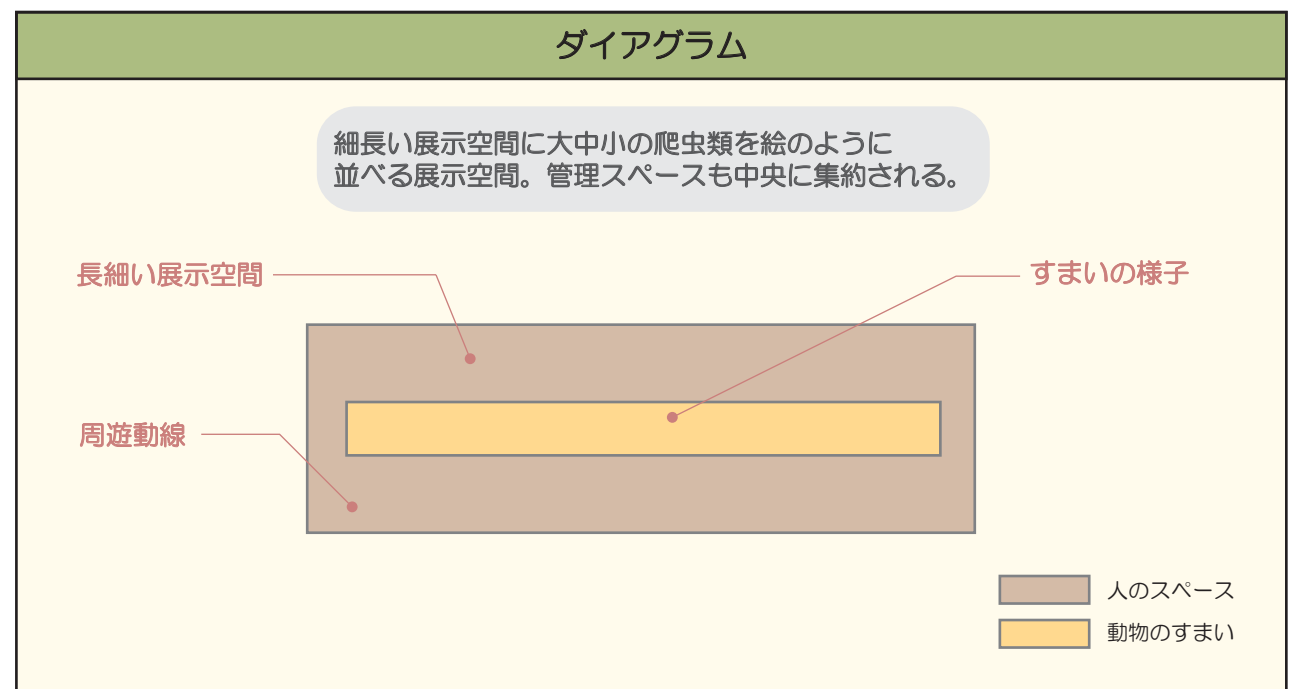 ダイアグラム
細長い展示空間に大中小の爬虫類を絵のように
並べる展示空間。管理スペースも中央に集約される。
長細い展示空間
すまいの様子
周遊動線
人のスペース
動物のすまい